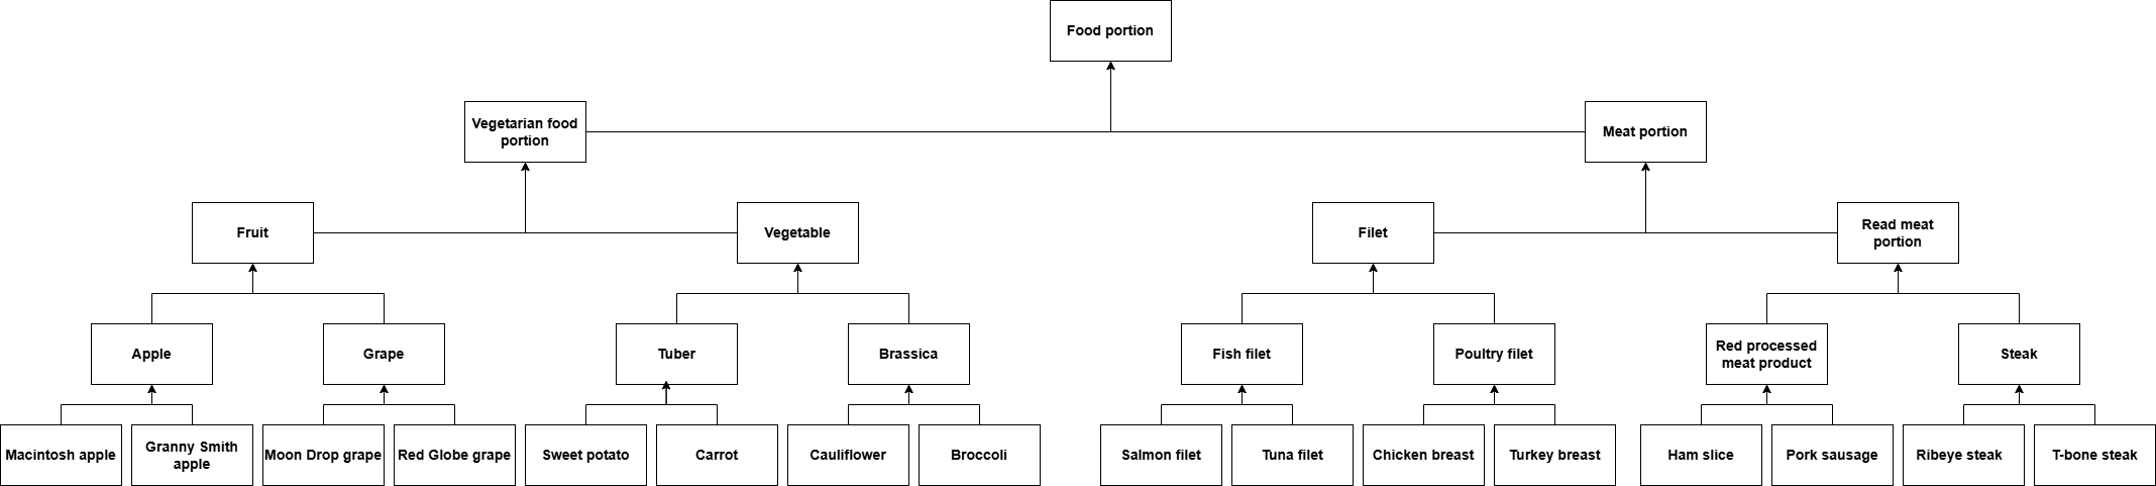 Food portion
Vegetarian food
portion
Meat portion
Fruit
Vegetable
Filet
Read meat
portion
Apple
Grape
Tuber
Brassica
Fish filet
Poultry filet
Red processed
meat product
Steak
Macintosh apple
Granny Smith
apple
Moon Drop grape
Red Globe grape
Sweet potato
Carrot
Cauliflower
Broccoli
Salmon filet
Tuna filet
Chicken breast
Turkey breast
Ham slice
Pork sausage
Ribeye steak
T-bone steak